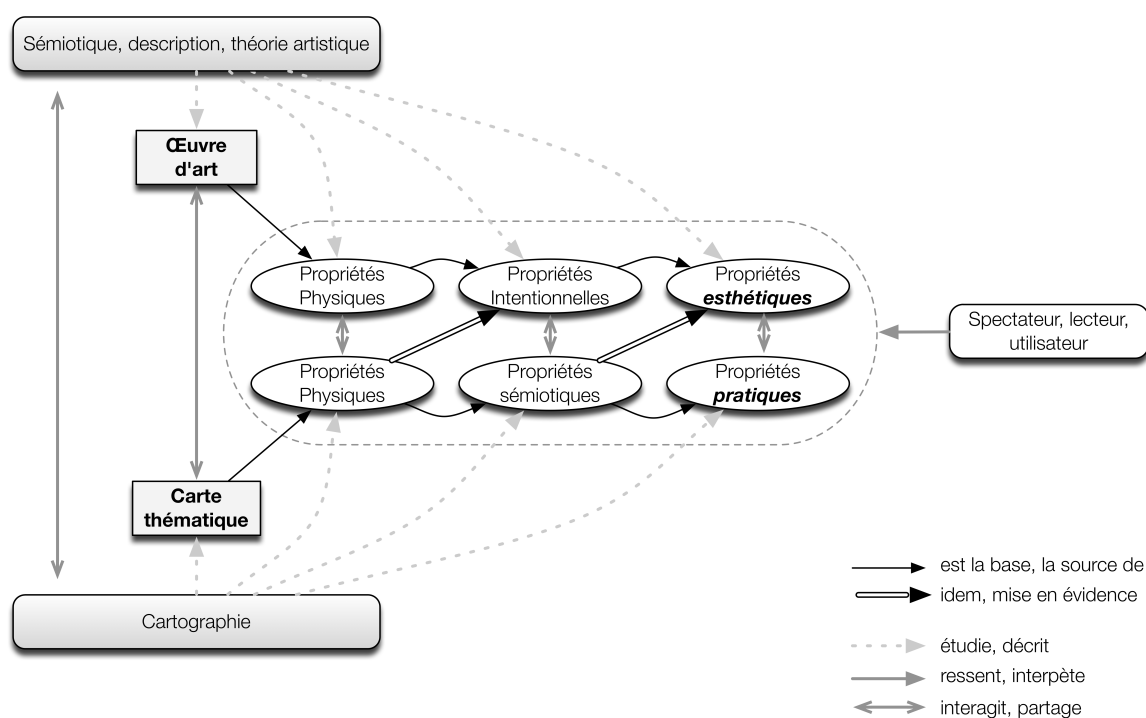 Sémiotique, description, théorie artistique
Œuvre
d'art
Propriétés
Physiques
Propriétés
Intentionnelles
Propriétés
esthétiques
Spectateur, lecteur,
utilisateur
Propriétés
Physiques
Propriétés
sémiotiques
Propriétés
pratiques
Carte
thématique
Cartographie
est la base, la source de
idem, mise en évidence
étudie, décrit
ressent, interpète
interagit, partage